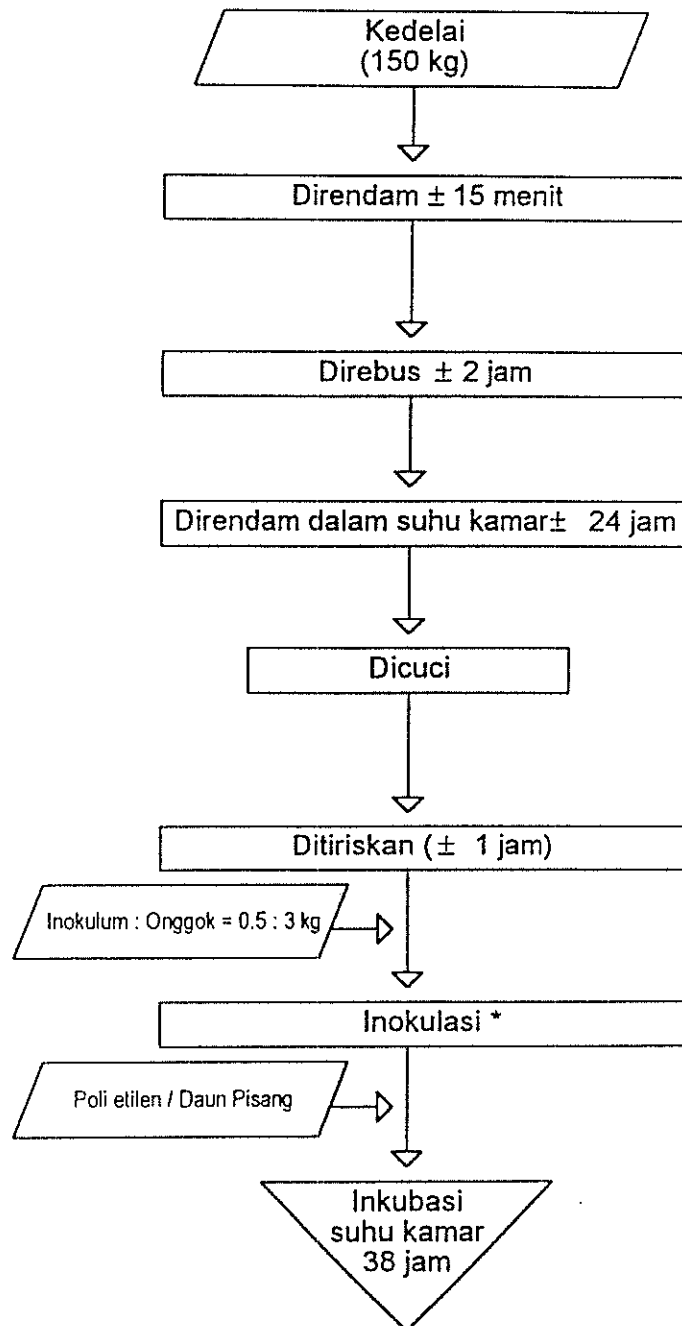 Kedelai
(150 kg)
Direndam ± 15 menit
Direbus ± 2 jam
Direndam dalam suhu kamar± 24 jam
Dicuci
Ditiriskan (± 1 jam)
Inokulum : Onggok = 0.5 : 3 kg
Inokulasi *
Poli etilen / Daun Pisang
Inkubasi
suhu kamar
38 jam